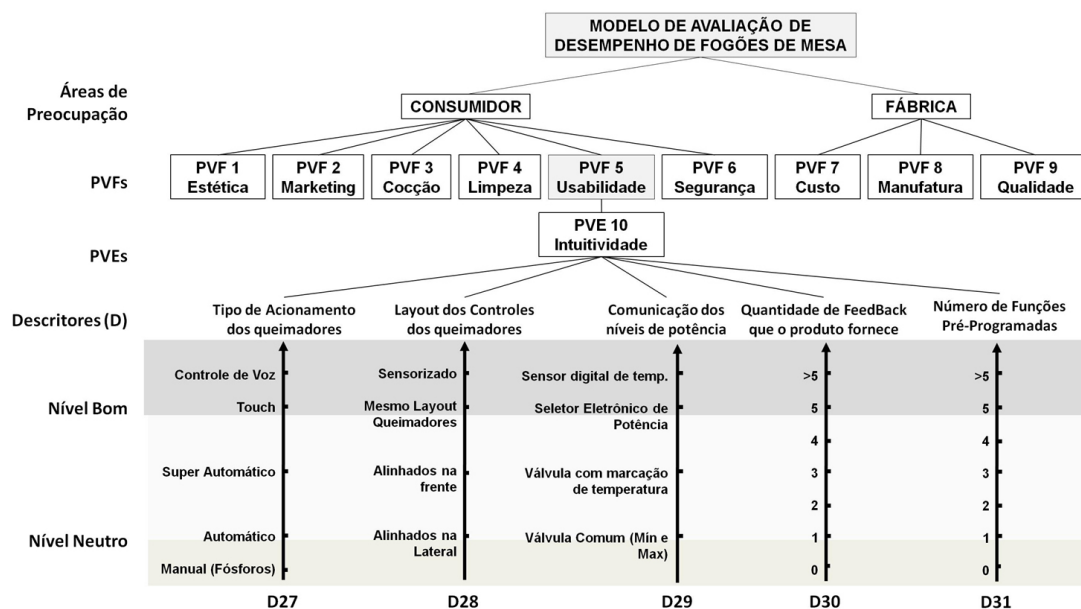 MODELO DE AVALIAÇÃO DE
DESEMPENHO DE FOGÕES DE MESA
Áreas de
Preocupação
CONSUMIDOR
FÁBRICA
PVFs
PVF 1
Estética
PVF 2
Marketing
PVF 3
Cocção
PVF 4
Limpeza
PVF 5
Usabilidade
PVF 6
Segurança
PVF 7
Custo
PVF 8
Manufatura
PVF 9
Qualidade
PVEs
PVE 10
Intuitividade
Descritores (D)
Tipo de Acionamento
dos queimadores
Layout dos Controles
dos queimadores
Comunicação dos
níveis de potência
Quantidade de FeedBack
que o produto fornece
Número de Funções
Pré-Programadas
Nível Bom
Nível Neutro
Controle de Voz
Touch
Super Automático
Automático
Manual (Fósforos)
D27
Sensorizado
Mesmo Layout
Queimadores
Alinhados na
frente
Alinhados na
Lateral
D28
Sensor digital de temp.
Seletor Eletrônico de
Potência
Válvula com marcação
de temperatura
Válvula Comum (Min e
Max)
D29
>5
5
4
3
2
1
0
D30
>5
5
4
3
2
1
0
D31